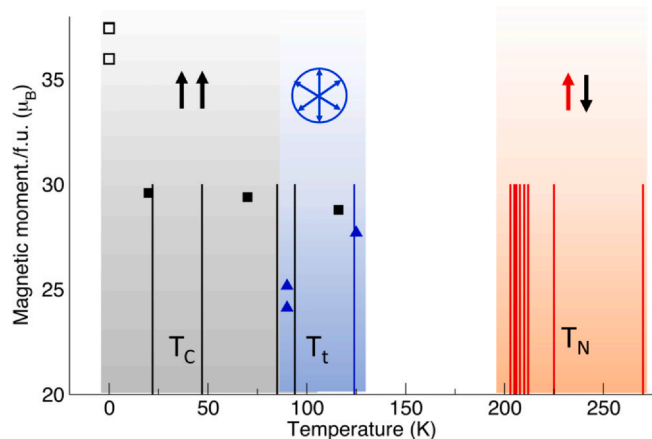 Magnetic moment./f.u. (μB)
35
30
25
20
TC
Tt
TN
0 50 100 150 200 250
Temperature (K)